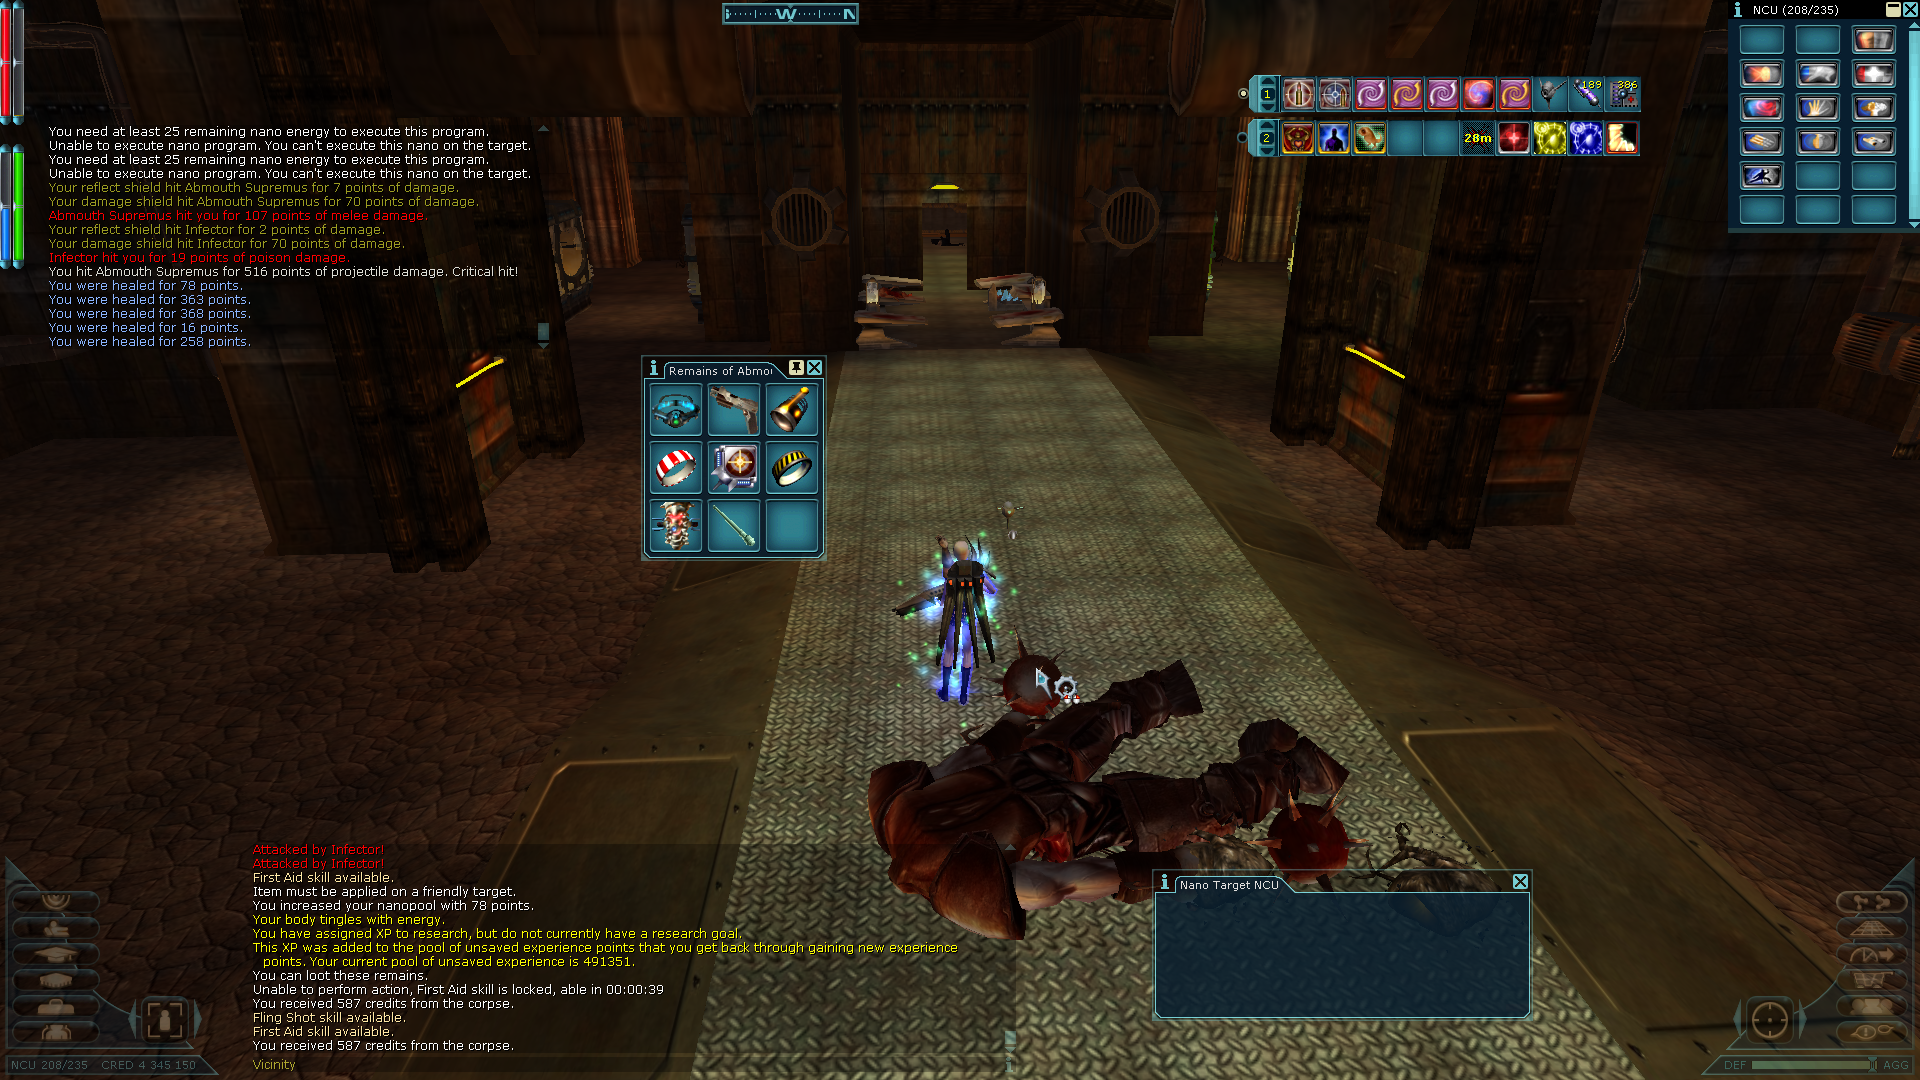 W N
NCU (208/235)
1
189
386
2
28m
You need at least 25 remaining nano energy to execute this program.
Unable to execute nano program. You can't execute this nano on the target.
You need at least 25 remaining nano energy to execute this program.
Unable to execute nano program. You can't execute this nano on the target.
Your reflect shield hit Abmouth Supremus for 7 points of damage.
Your damage shield hit Abmouth Supremus for 70 points of damage.
Abmouth Supremus hit you for 107 points of melee damage.
Your reflect shield hit Infector for 2 points of damage.
Your damage shield hit Infector for 70 points of damage.
Infector hit you for 19 points of poison damage.
You hit Abmouth Supremus for 516 points of projectile damage. Critical hit!
You were healed for 78 points.
You were healed for 363 points.
You were healed for 368 points.
You were healed for 16 points.
You were healed for 258 points.
Remains of Abmo
Attacked by Infector!
Attacked by Infector!
First Aid skill available.
Item must be applied on a friendly target.
You increased your nanopool with 78 points.
Your body tingles with energy.
You have assigned XP to research, but do not currently have a research goal.
This XP was added to the pool of unsaved experience points that you get back through gaining new experience
points. Your current pool of unsaved experience is 491351.
You can loot these remains.
Unable to perform action, First Aid skill is locked, able in 00:00:39
You received 587 credits from the corpse.
Fling Shot skill available.
First Aid skill available.
You received 587 credits from the corpse.
Vicinity
Nano Target NCU
NCU 208/235 CRED 4 345 150
DEF AGG